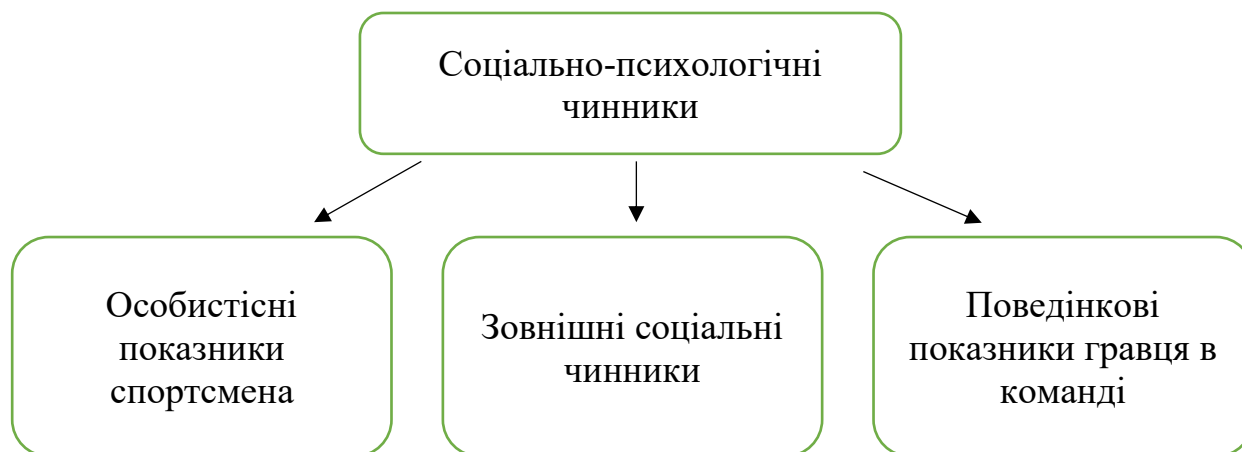 Соціально-психологічні
чинники
Особистісні
показники
спортсмена
Зовнішні соціальні
чинники
Поведінкові
показники гравця в
команді